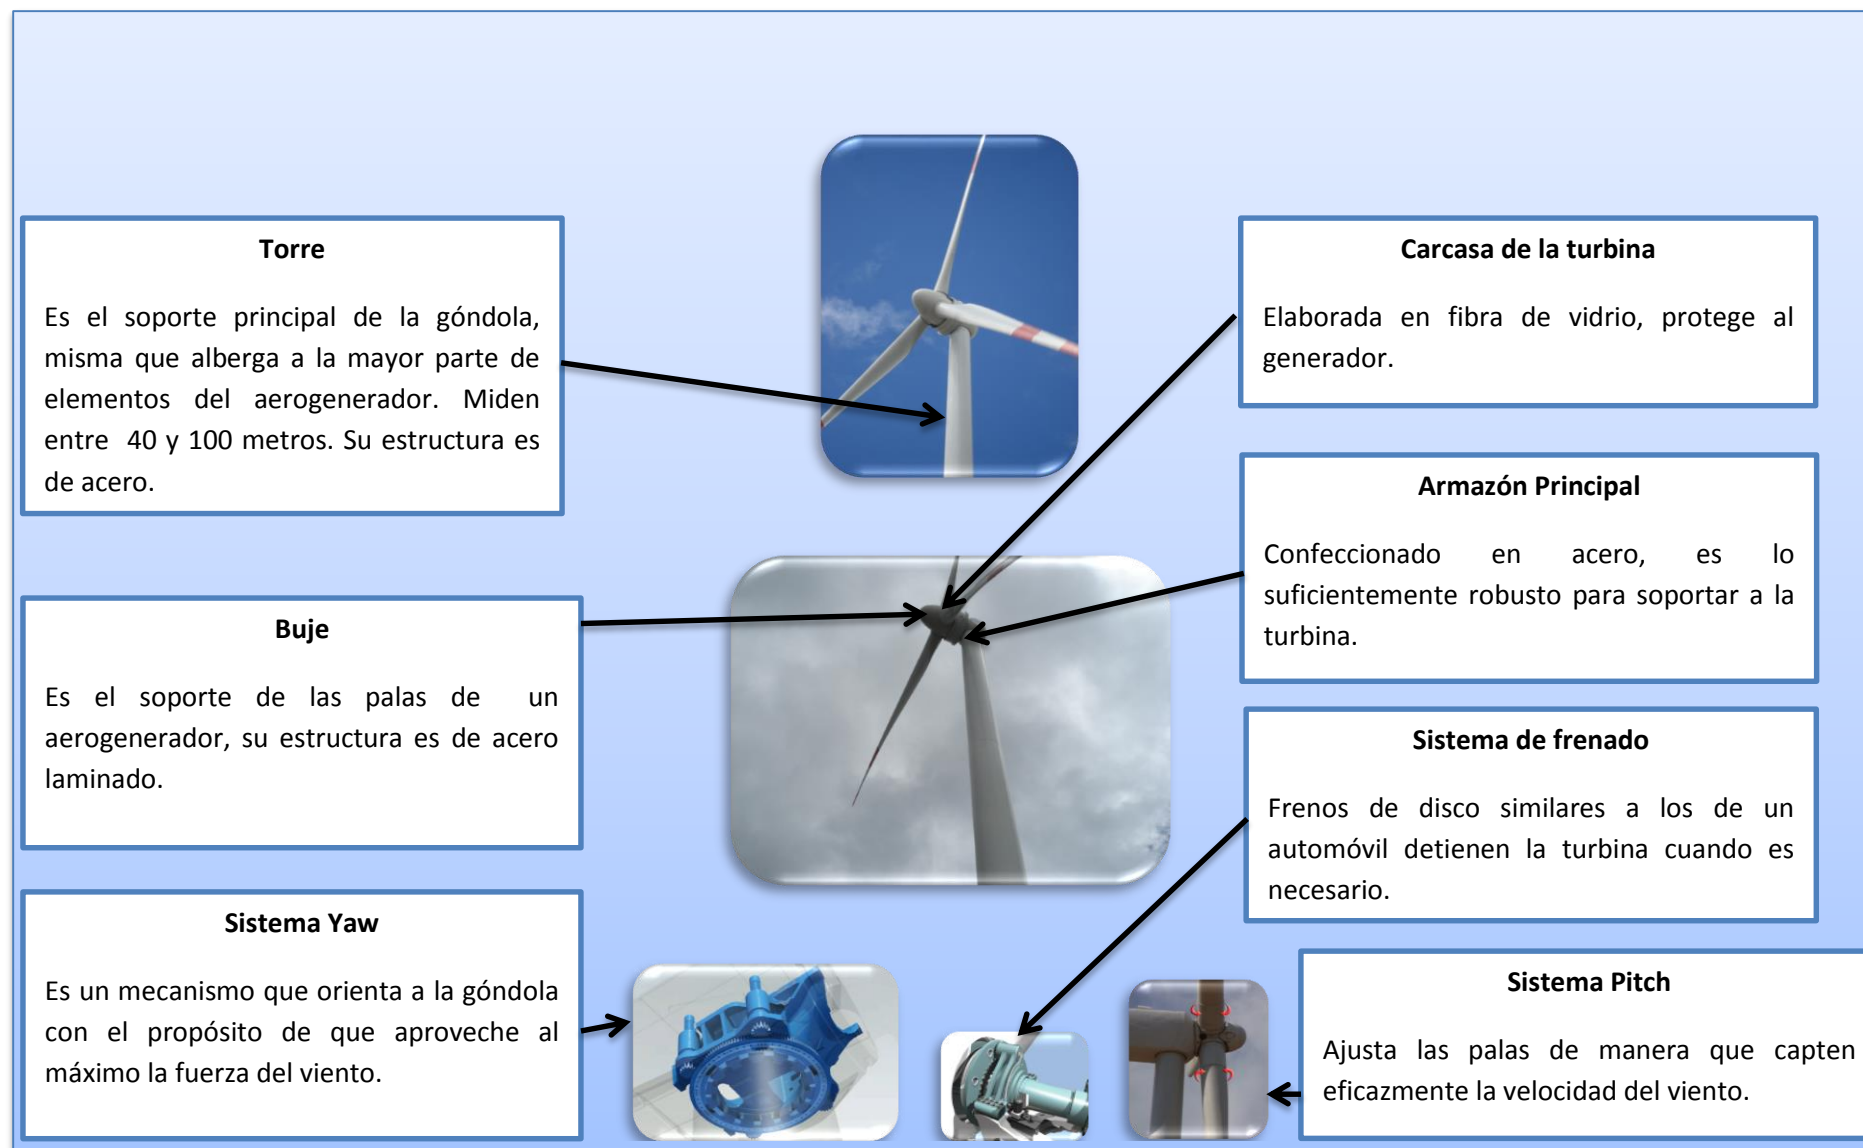 Torre
Es el soporte principal de la góndola,
misma que alberga a la mayor parte de
elementos del aerogenerador. Miden
entre 40 y 100 metros. Su estructura es
de acero.
Buje
Es el soporte de las palas de un
aerogenerador, su estructura es de acero
laminado.
Sistema Yaw
Es un mecanismo que orienta a la góndola
con el propósito de que aproveche al
máximo la fuerza del viento.
Carcasa de la turbina
Elaborada en fibra de vidrio, protege al
generador.
Armazón Principal
Confeccionado en acero, es lo
suficientemente robusto para soportar a la
turbina.
Sistema de frenado
Frenos de disco similares a los de un
automóvil detienen la turbina cuando es
necesario.
Sistema Pitch
Ajusta las palas de manera que capten
eficazmente la velocidad del viento.